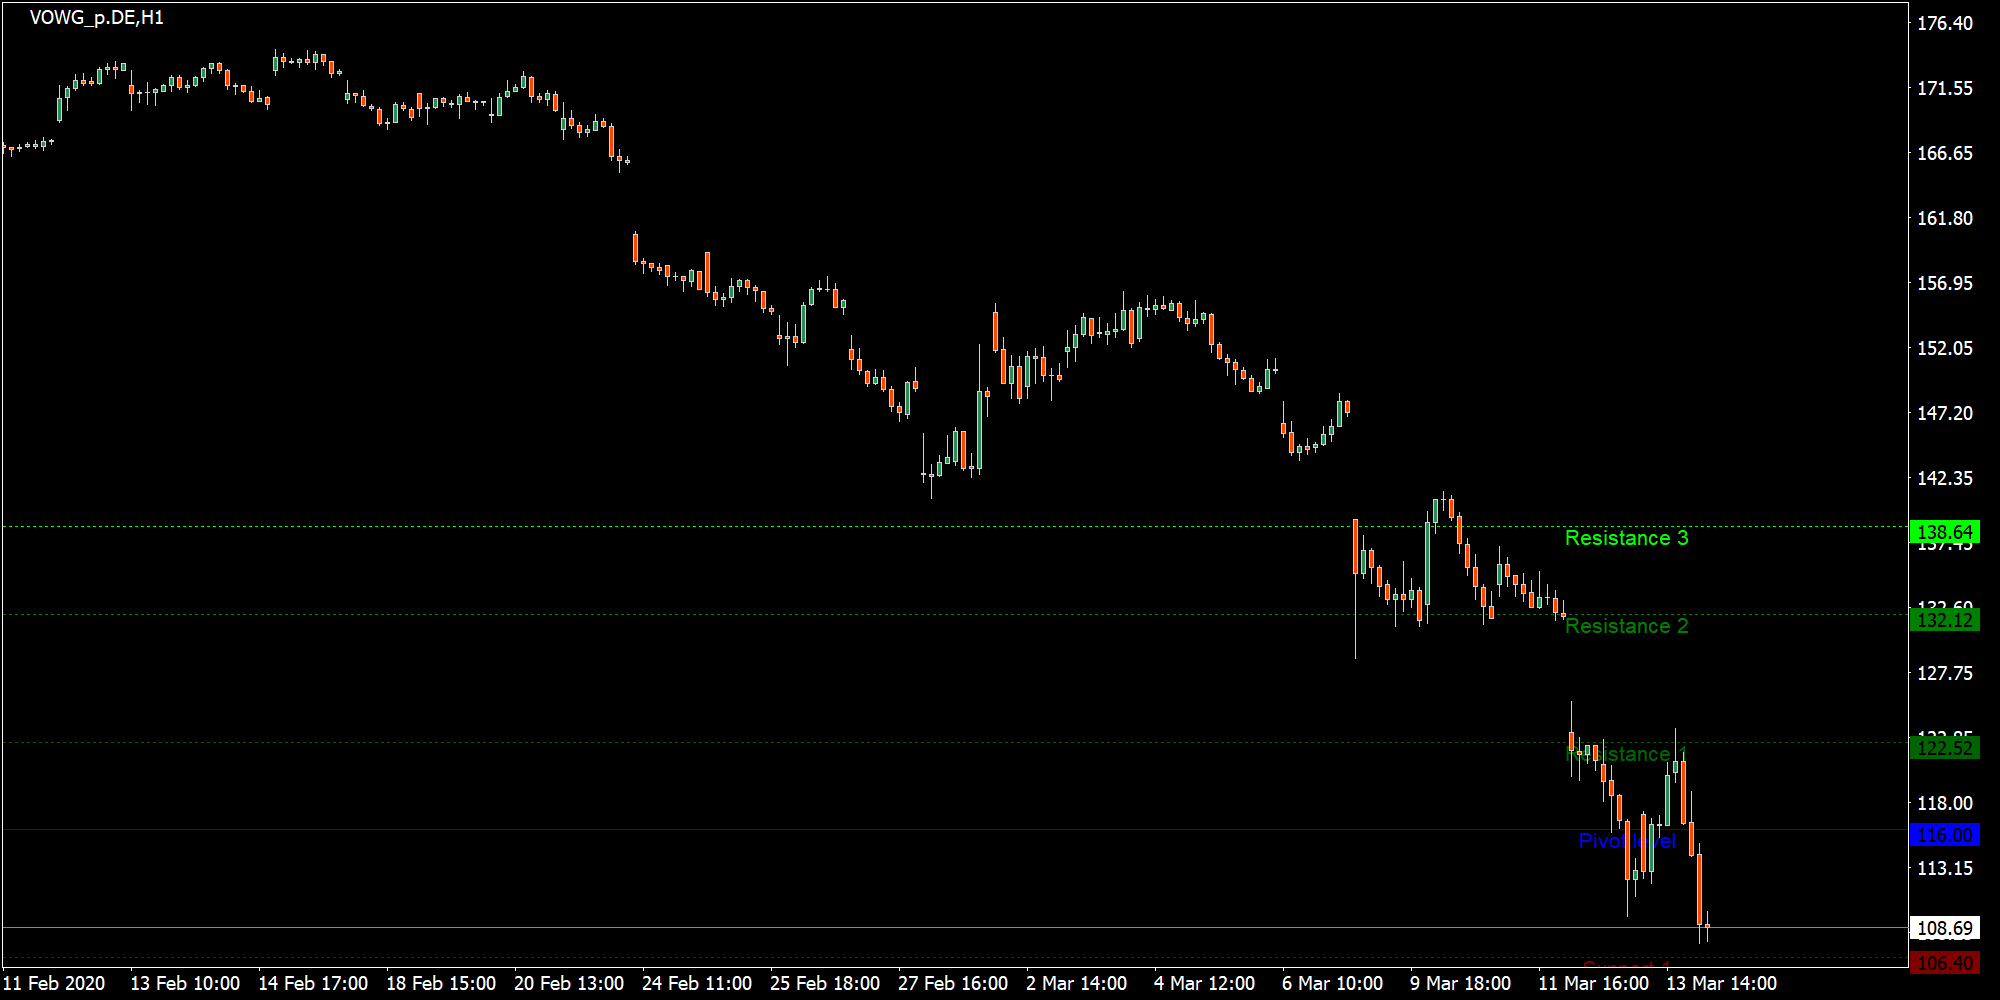 VOWG_p.DE,H1
176.40
171.55
166.65
161.80
156.95
152.05
147.20
142.35
138.64
Resistance 3
132.12
Resistance 2
127.75
122.52
Resistance 1
118.00
116.00
Pivot level
113.15
108.69
106.40
Support 1
11 Feb 2020 13 Feb 10:00 14 Feb 17:00 18 Feb 15:00 20 Feb 13:00 24 Feb 11:00 25 Feb 18:00 27 Feb 16:00 2 Mar 14:00 4 Mar 12:00 6 Mar 10:00 9 Mar 18:00 11 Mar 16:00 13 Mar 14:00